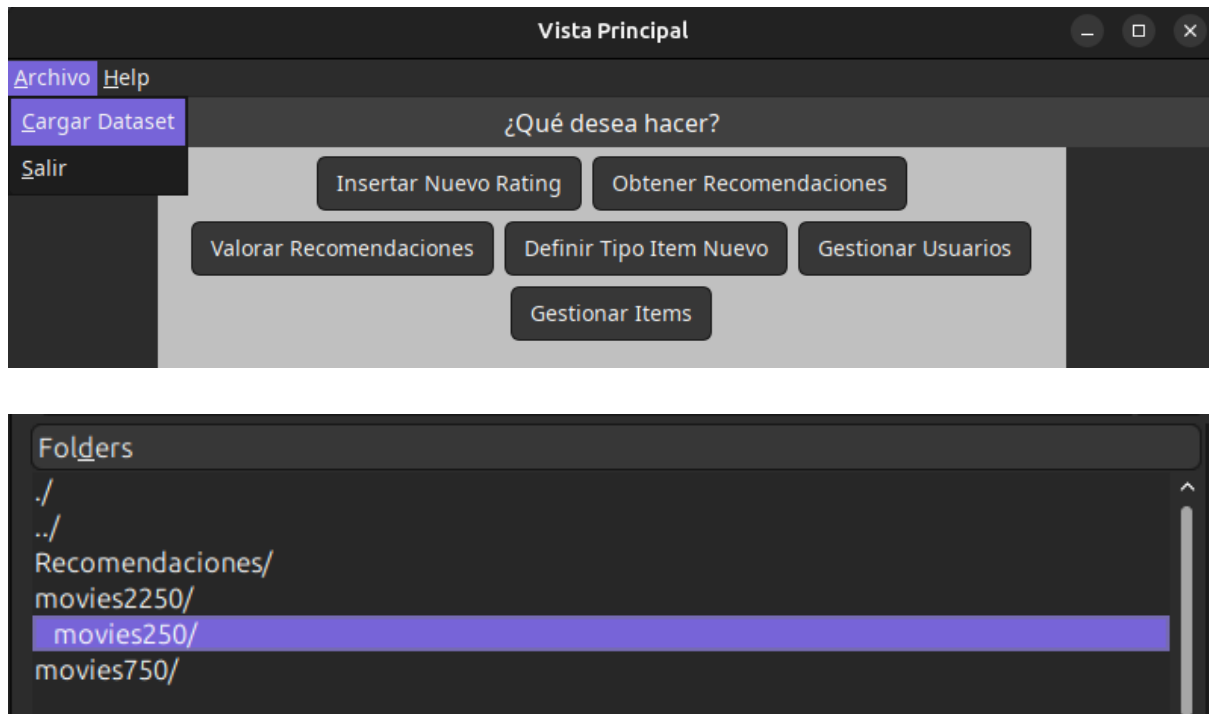 Vista Principal
Archivo Help
Cargar Dataset
¿Qué desea hacer?
Salir
Insertar Nuevo Rating Obtener Recomendaciones
Valorar Recomendaciones Definir Tipo Item Nuevo Gestionar Usuarios
Gestionar Items
Folders
./
../
Recomendaciones/
movies2250/
movies250/
movies750/